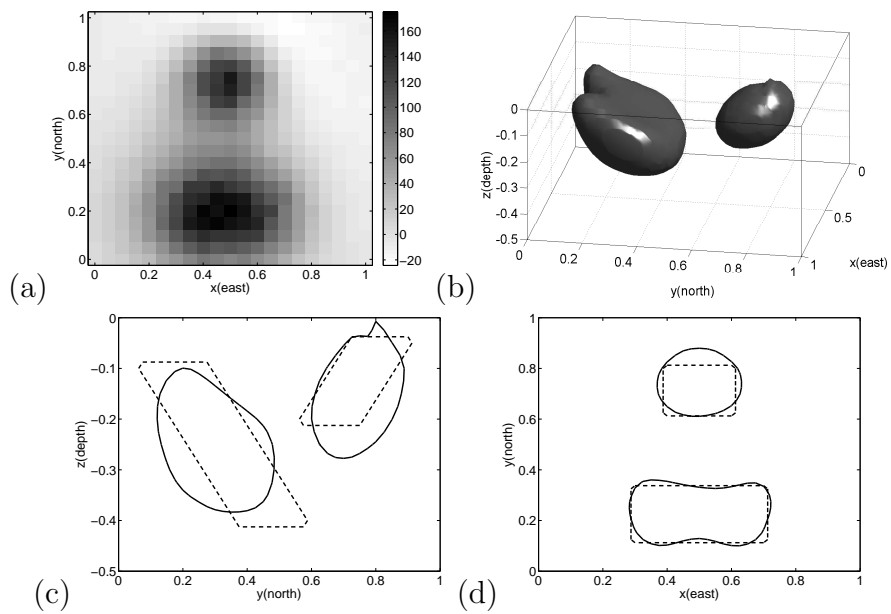 1
0.8
0.6
0.4
0.2
0
y(north)
0 0.2 0.4 0.6 0.8 1
x(east)
160
140
120
100
80
60
40
20
0
−20
(a)
0
-0.1
-0.2
-0.3
-0.4
-0.5
z(depth)
0 0.2 0.4 0.6 0.8 1
y(north)
0
0.5
1
x(east)
(b)
0
−0.1
−0.2
−0.3
−0.4
−0.5
z(depth)
0 0.2 0.4 0.6 0.8 1
y(north)
(c)
1
0.8
0.6
0.4
0.2
0
y(north)
0 0.2 0.4 0.6 0.8 1
x(east)
(d)